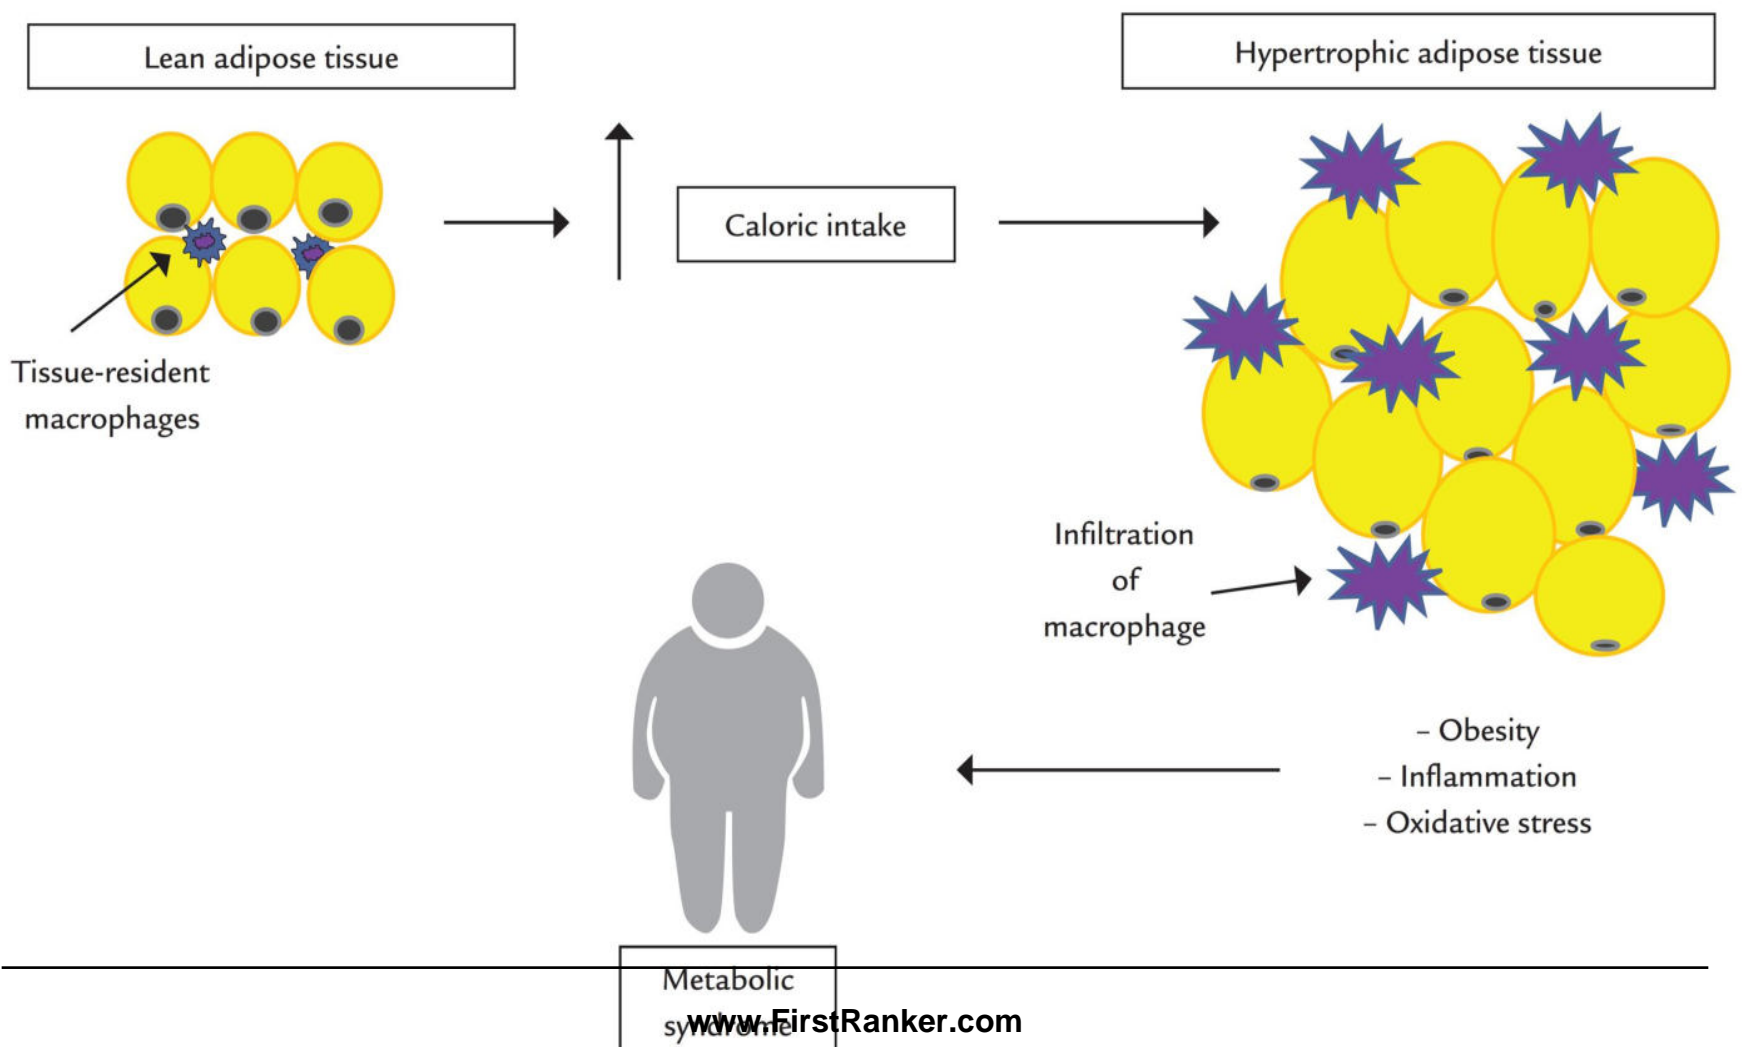 Lean adipose tissue
Hypertrophic adipose tissue
Caloric intake
Tissue-resident
macrophages
Infiltration
of
macrophage
– Obesity
– Inflammation
– Oxidative stress
Metabolic
syndrome
www.FirstRanker.com